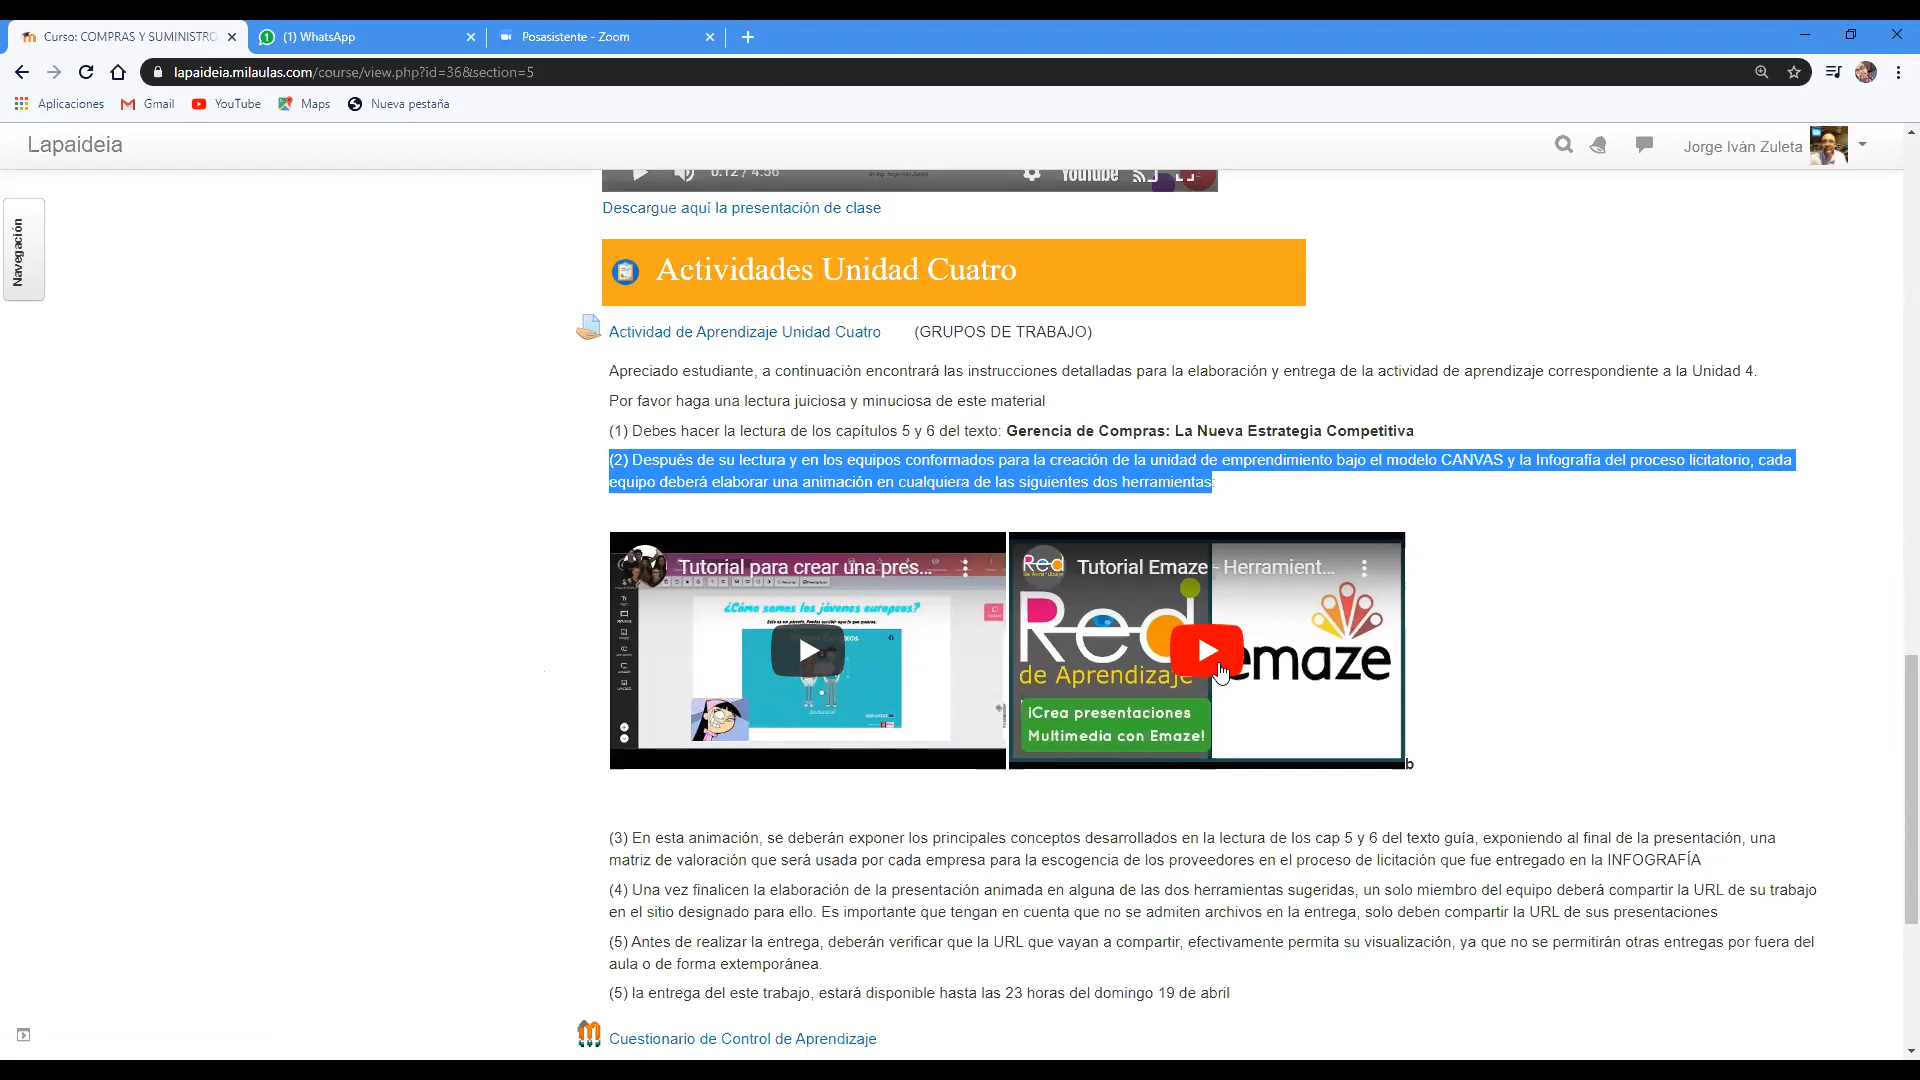 Curso: COMPRAS Y SUMINISTRO
(1) WhatsApp
Posasistente - Zoom
lapaideia.milaulas.com/course/view.php?id=36&section=5
Aplicaciones
Gmail
YouTube
Maps
Nueva pestaña
Lapaideia
Jorge Iván Zuleta
Navegación
0:12 / 4:56
YouTube
Descargue aquí la presentación de clase
Actividades Unidad Cuatro
Actividad de Aprendizaje Unidad Cuatro (GRUPOS DE TRABAJO)
Apreciado estudiante, a continuación encontrará las instrucciones detalladas para la elaboración y entrega de la actividad de aprendizaje correspondiente a la Unidad 4.
Por favor haga una lectura juiciosa y minuciosa de este material
(1) Debes hacer la lectura de los capítulos 5 y 6 del texto: Gerencia de Compras: La Nueva Estrategia Competitiva
(2) Después de su lectura y en los equipos conformados para la creación de la unidad de emprendimiento bajo el modelo CANVAS y la Infografía del proceso licitatorio, cada
equipo deberá elaborar una animación en cualquiera de las siguientes dos herramientas:
Tutorial para crear una pres...
¿Cómo somos los jóvenes europeos?
Tutorial Emaze - Herramient...
Red
de Aprendizaje
emaze
¡Crea presentaciones
Multimedia con Emaze!
b
(3) En esta animación, se deberán exponer los principales conceptos desarrollados en la lectura de los cap 5 y 6 del texto guía, exponiendo al final de la presentación, una
matriz de valoración que será usada por cada empresa para la escogencia de los proveedores en el proceso de licitación que fue entregado en la INFOGRAFÍA
(4) Una vez finalicen la elaboración de la presentación animada en alguna de las dos herramientas sugeridas, un solo miembro del equipo deberá compartir la URL de su trabajo
en el sitio designado para ello. Es importante que tengan en cuenta que no se admiten archivos en la entrega, solo deben compartir la URL de sus presentaciones
(5) Antes de realizar la entrega, deberán verificar que la URL que vayan a compartir, efectivamente permita su visualización, ya que no se permitirán otras entregas por fuera del
aula o de forma extemporánea.
(5) la entrega del este trabajo, estará disponible hasta las 23 horas del domingo 19 de abril
Cuestionario de Control de Aprendizaje